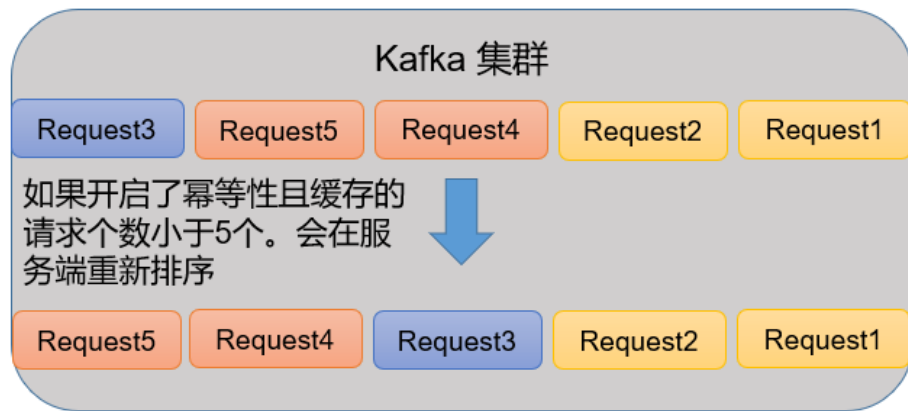 Kafka 集群
Request3 Request5 Request4 Request2 Request1
如果开启了幂等性且缓存的
请求个数小于5个。会在服
务端重新排序
Request5 Request4 Request3 Request2 Request1